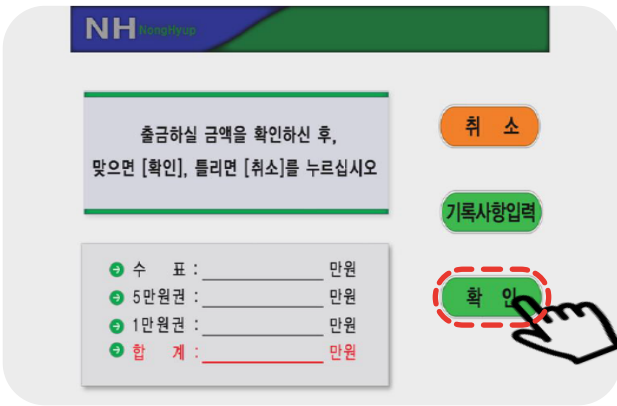 NH NongHyup
출금하실 금액을 확인하신 후,
맞으면 [확인], 틀리면 [취소]를 누르십시오
취 소
기록사항입력
확 인
수 표 : 만원
5만원권 : 만원
1만원권 : 만원
합 계 : 만원